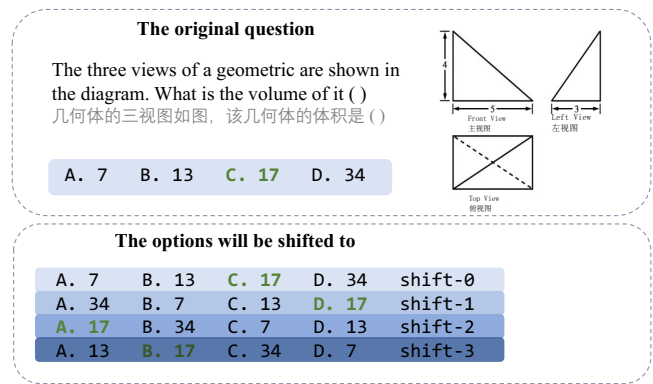 The original question
The three views of a geometric are shown in
the diagram. What is the volume of it ( )
几何体的三视图如图，该几何体的体积是 ( )
A. 7 B. 13 C. 17 D. 34
4
5
3
Front View
主视图
Left View
左视图
Top View
俯视图
The options will be shifted to
A. 7 B. 13 C. 17 D. 34 shift-0
A. 34 B. 7 C. 13 D. 17 shift-1
A. 17 B. 34 C. 7 D. 13 shift-2
A. 13 B. 17 C. 34 D. 7 shift-3